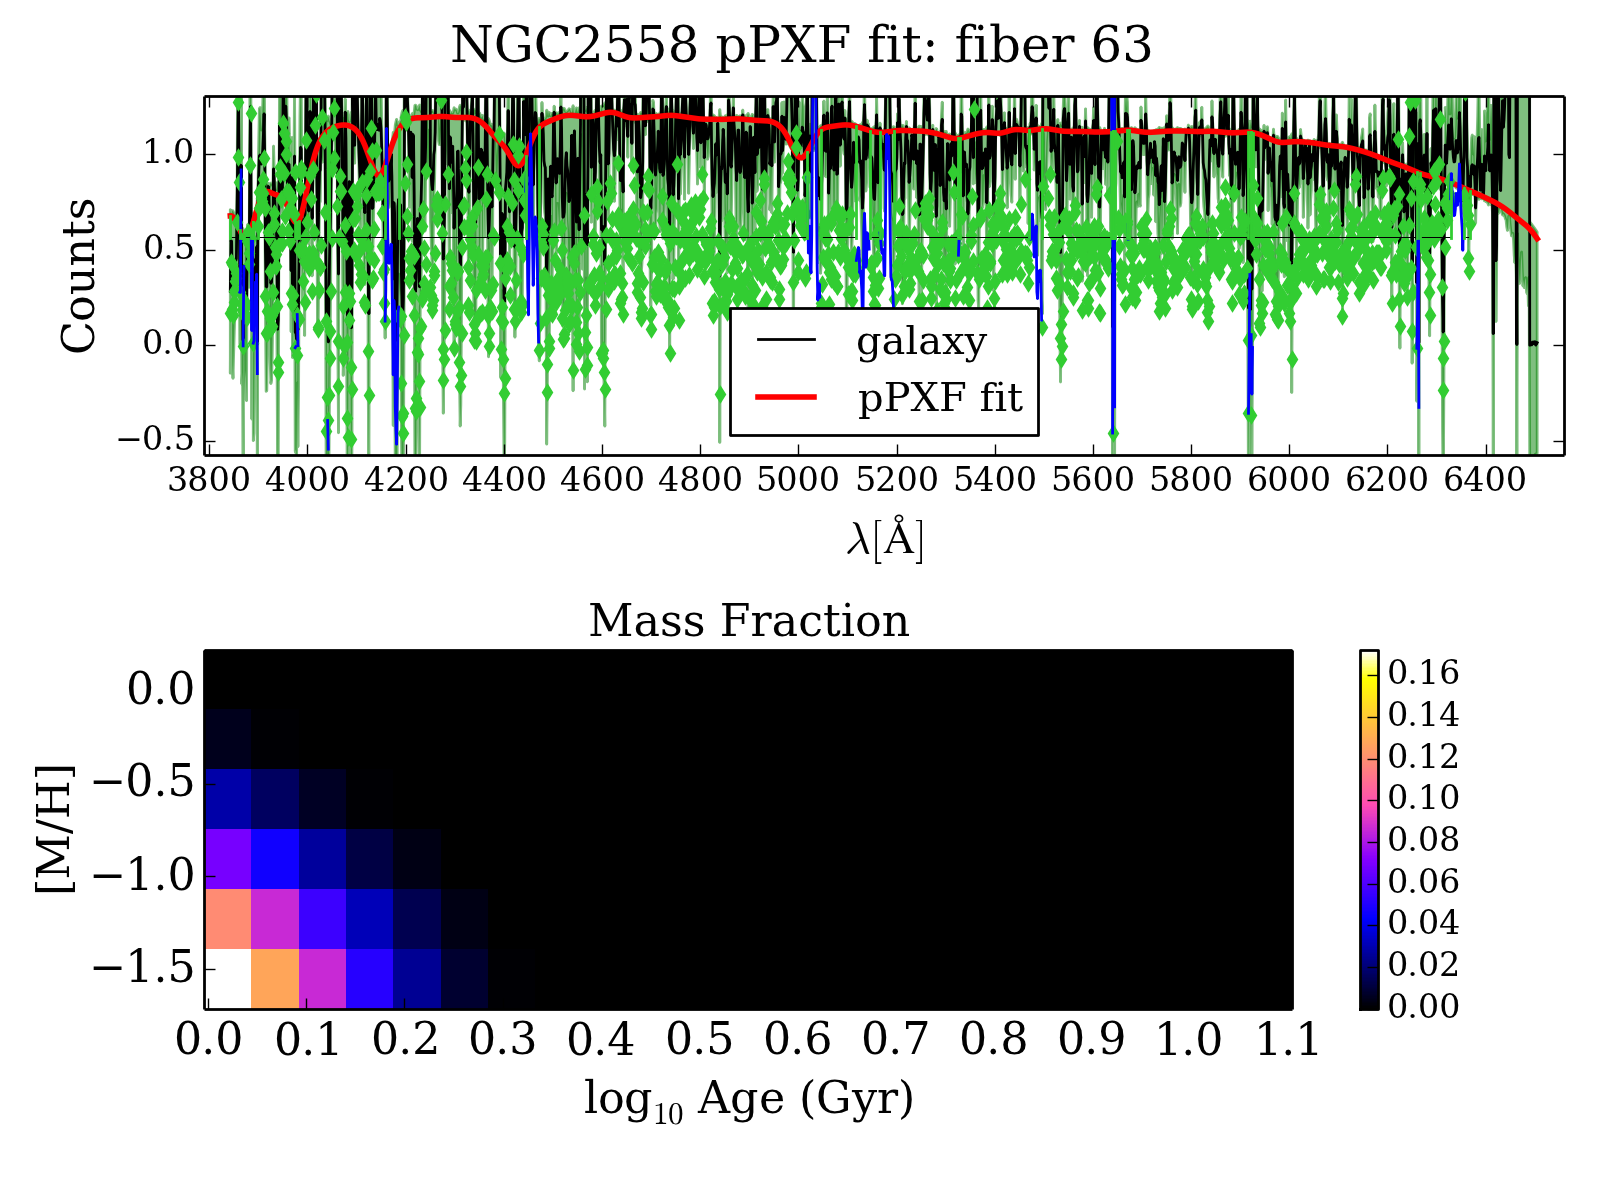 NGC2558 pPXF fit: fiber 63
Counts
1.0
0.5
0.0
−0.5
galaxy
pPXF fit
3800 4000 4200 4400 4600 4800 5000 5200 5400 5600 5800 6000 6200 6400
λ[Å]
Mass Fraction
[M/H]
0.0
−0.5
−1.0
−1.5
0.0 0.1 0.2 0.3 0.4 0.5 0.6 0.7 0.8 0.9 1.0 1.1
log₁₀ Age (Gyr)
0.16
0.14
0.12
0.10
0.08
0.06
0.04
0.02
0.00